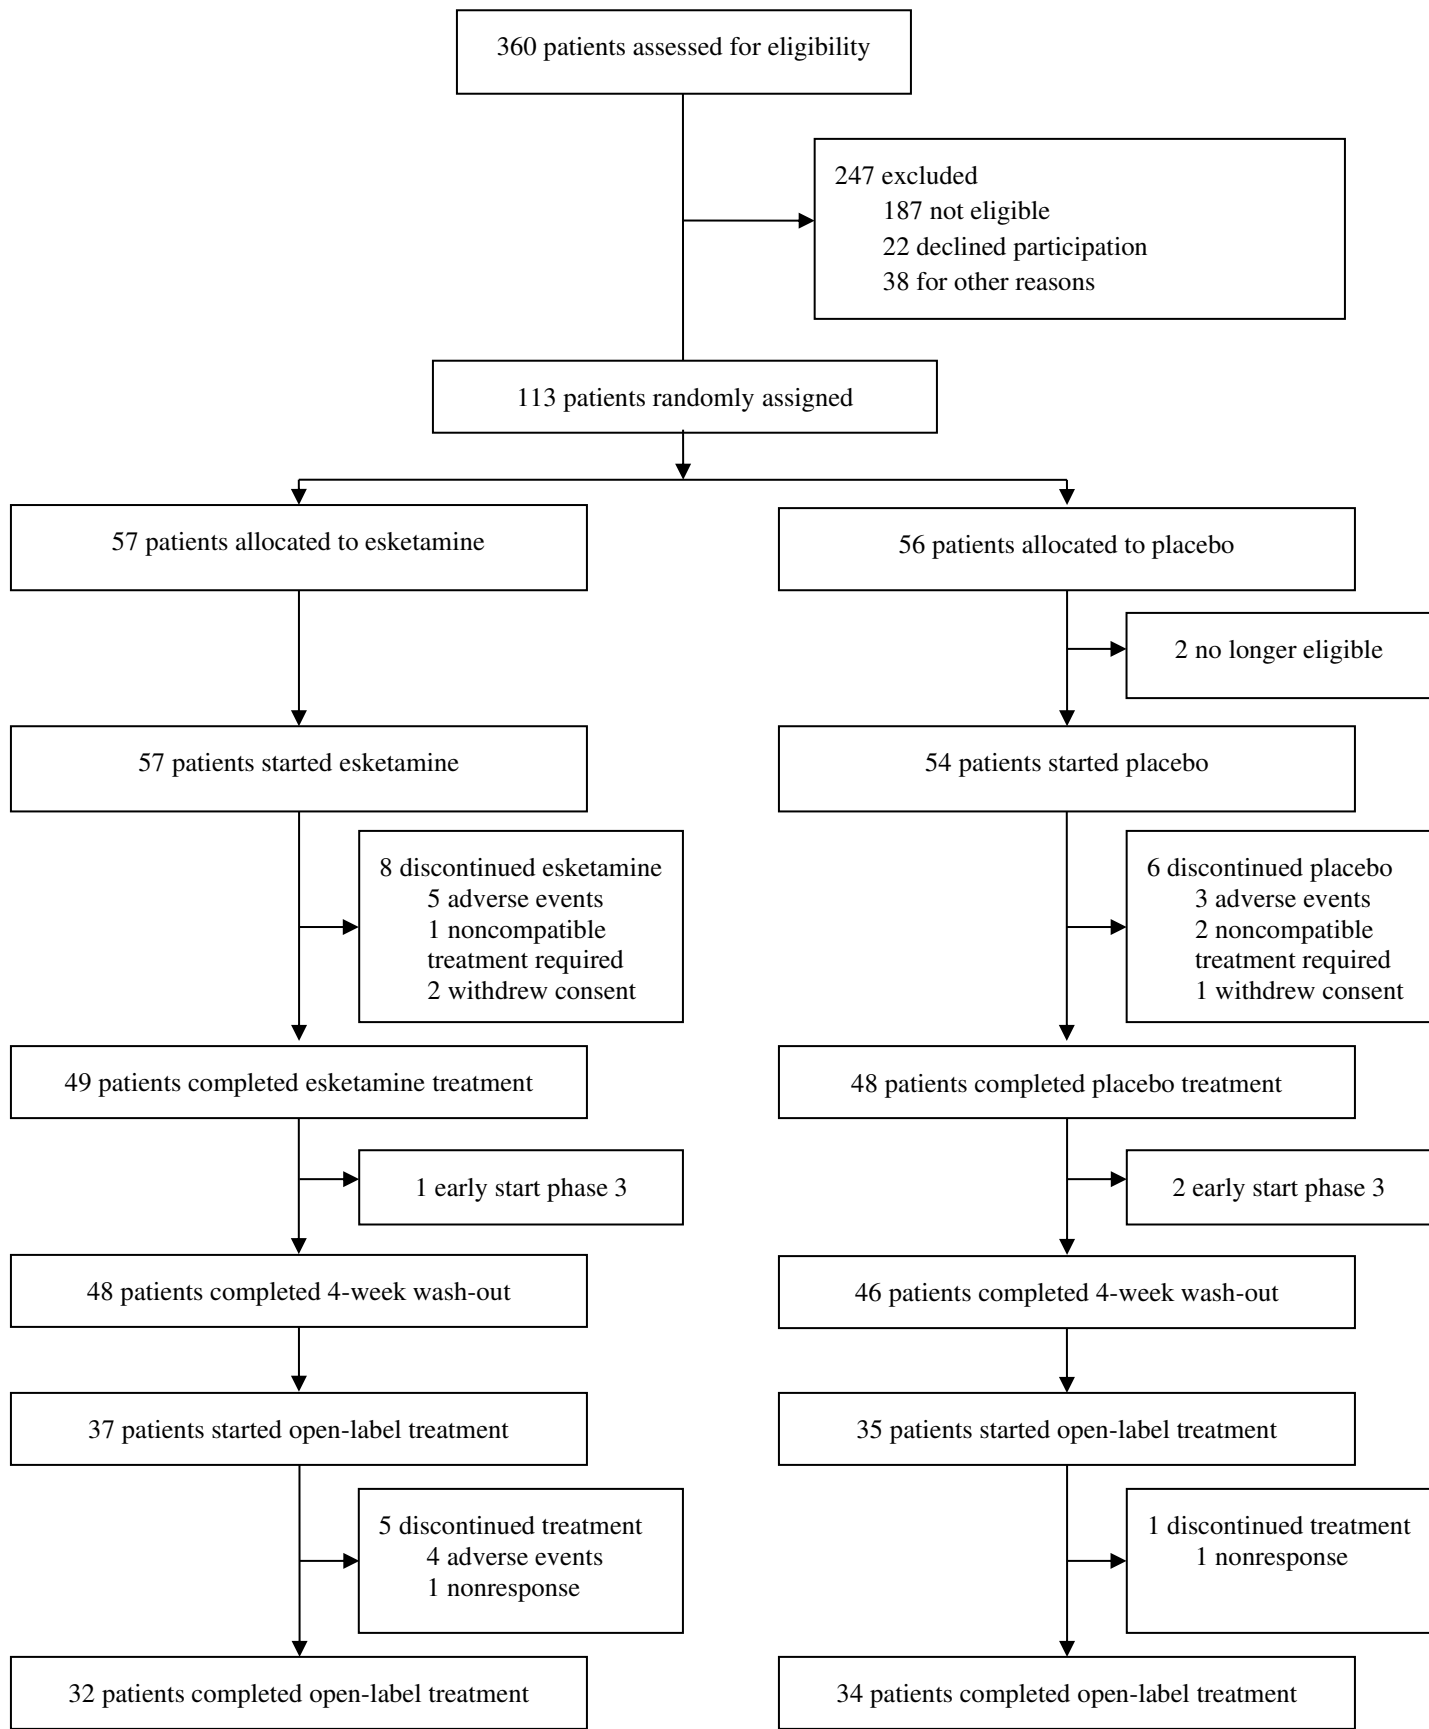 360 patients assessed for eligibility
247 excluded
187 not eligible
22 declined participation
38 for other reasons
113 patients randomly assigned
57 patients allocated to esketamine
56 patients allocated to placebo
2 no longer eligible
57 patients started esketamine
54 patients started placebo
8 discontinued esketamine
5 adverse events
1 noncompatible
treatment required
2 withdrew consent
6 discontinued placebo
3 adverse events
2 noncompatible
treatment required
1 withdrew consent
49 patients completed esketamine treatment
48 patients completed placebo treatment
1 early start phase 3
2 early start phase 3
48 patients completed 4-week wash-out
46 patients completed 4-week wash-out
37 patients started open-label treatment
35 patients started open-label treatment
5 discontinued treatment
4 adverse events
1 nonresponse
1 discontinued treatment
1 nonresponse
32 patients completed open-label treatment
34 patients completed open-label treatment